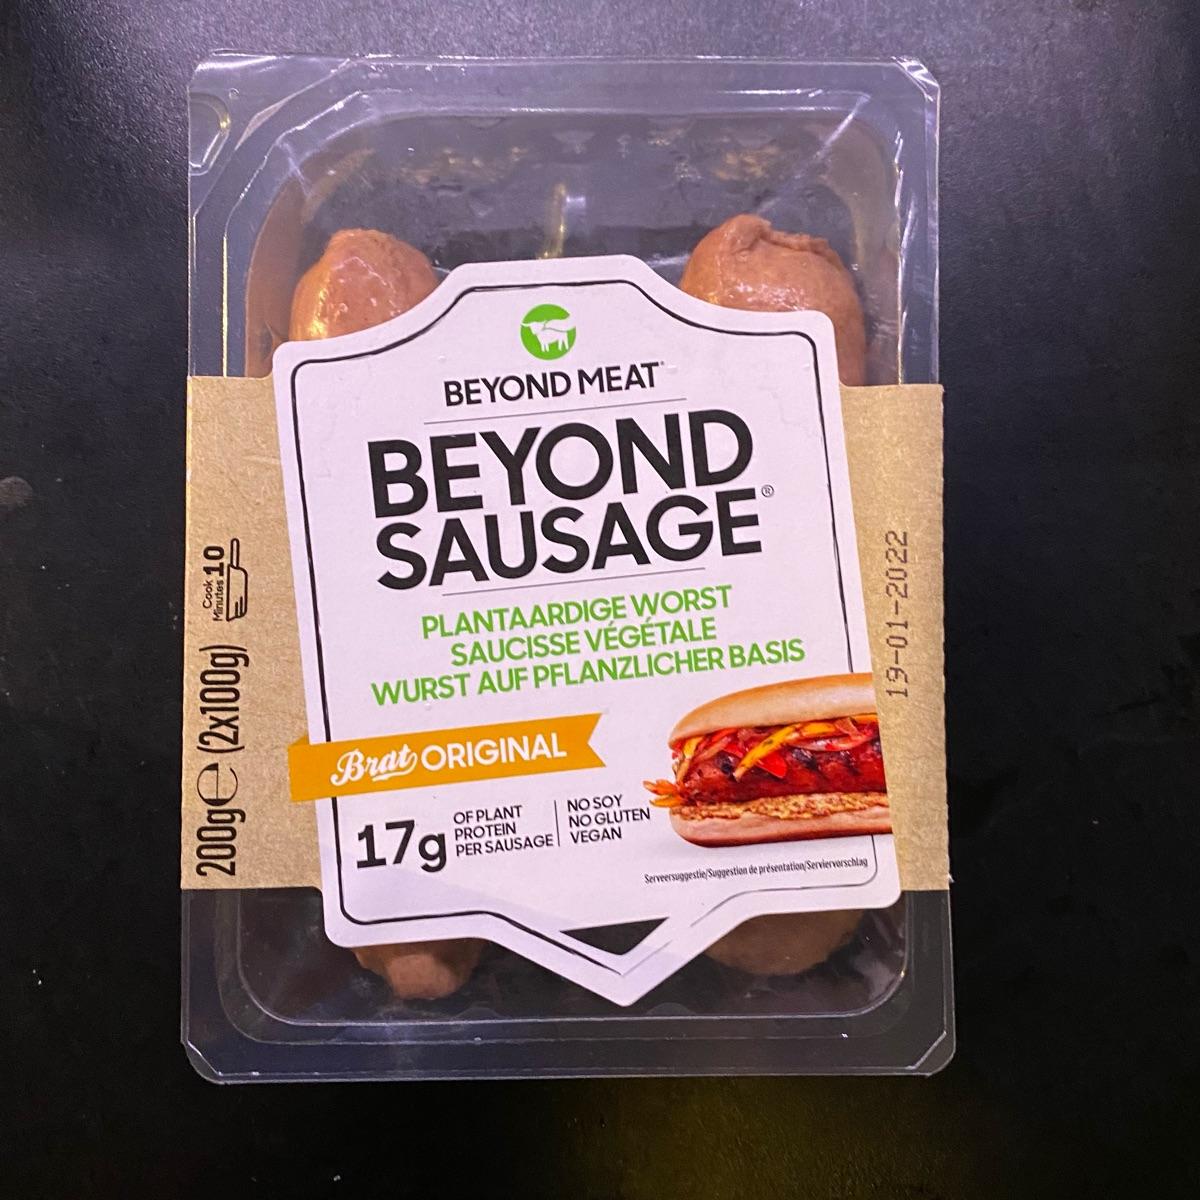 BEYOND MEAT®
BEYOND
SAUSAGE®
PLANTAARDIGE WORST
SAUCISSE VÉGÉTALE
WURST AUF PFLANZLICHER BASIS
Brat ORIGINAL
17g
OF PLANT
PROTEIN
PER SAUSAGE
NO SOY
NO GLUTEN
VEGAN
Serveersuggestie/Suggestion de présentation/Serviervorschlag
200g℮ (2x100g)
Cook
Minutes 10
19-01-2022